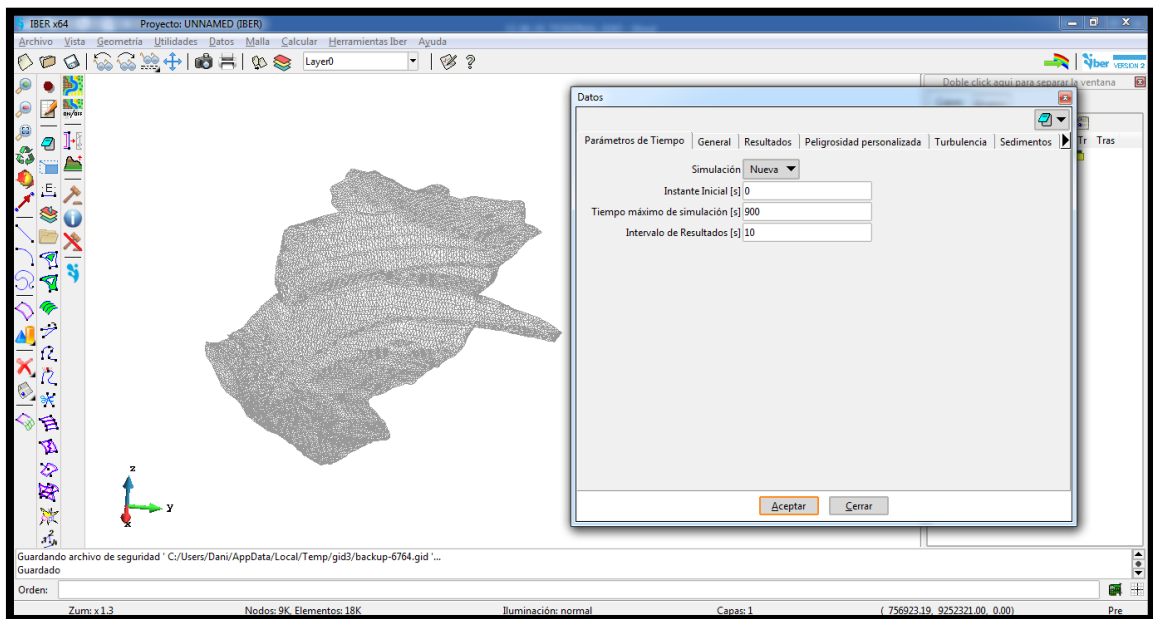 IBER x64 Proyecto: UNNAMED (IBER)
Archivo Vista Geometría Utilidades Datos Malla Calcular Herramientas Iber Ayuda
Layer0
Iber VERSION 2
Doble click aqui para separar la ventana
ON/OFF
Tr Tras
Datos
Parámetros de Tiempo General Resultados Peligrosidad personalizada Turbulencia Sedimentos
Simulación Nueva
Instante Inicial [s] 0
Tiempo máximo de simulación [s] 900
Intervalo de Resultados [s] 10
Aceptar Cerrar
z
y
x
Guardando archivo de seguridad ' C:/Users/Dani/AppData/Local/Temp/gid3/backup-6764.gid '...
Guardado
Orden:
Zum: x 1.3 Nodos: 9K, Elementos: 18K Iluminación: normal Capas: 1 ( 756923.19, 9252321.00, 0.00) Pre